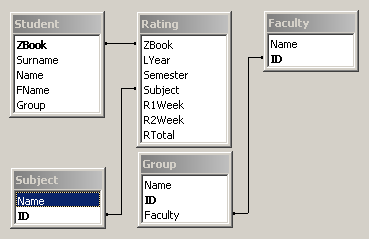 Student
ZBook
Surname
Name
FName
Group
Rating
ZBook
LYear
Semester
Subject
R1Week
R2Week
RTotal
Faculty
Name
ID
Subject
Name
ID
Group
Name
ID
Faculty